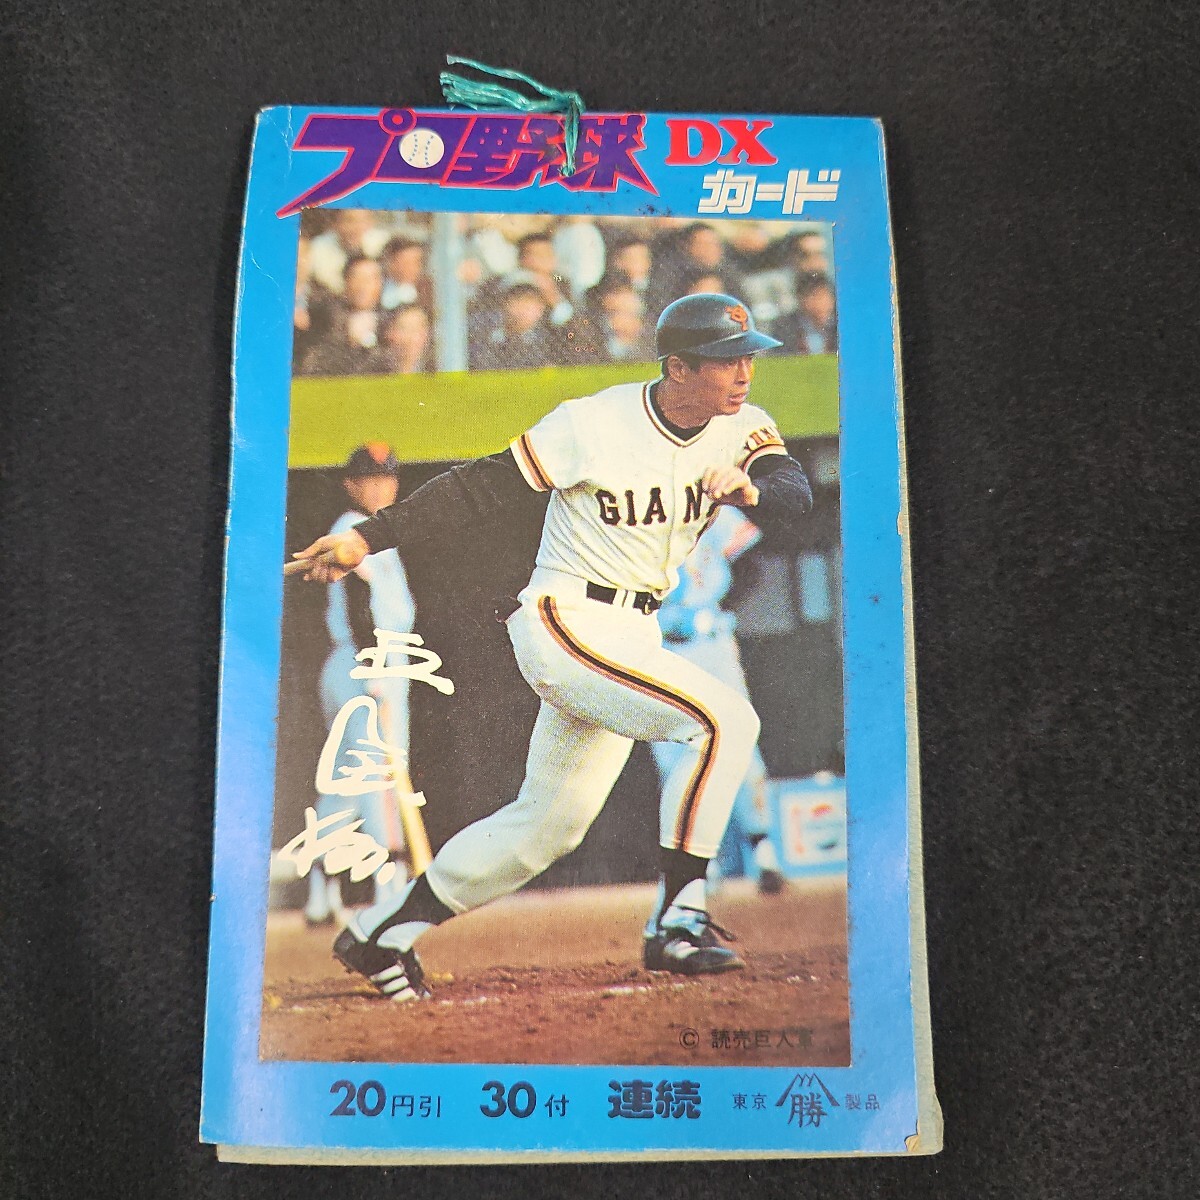 プロ野球 DX
カード
GIAN
© 読売巨人軍
20円引 30付 連続 東京 勝 製品